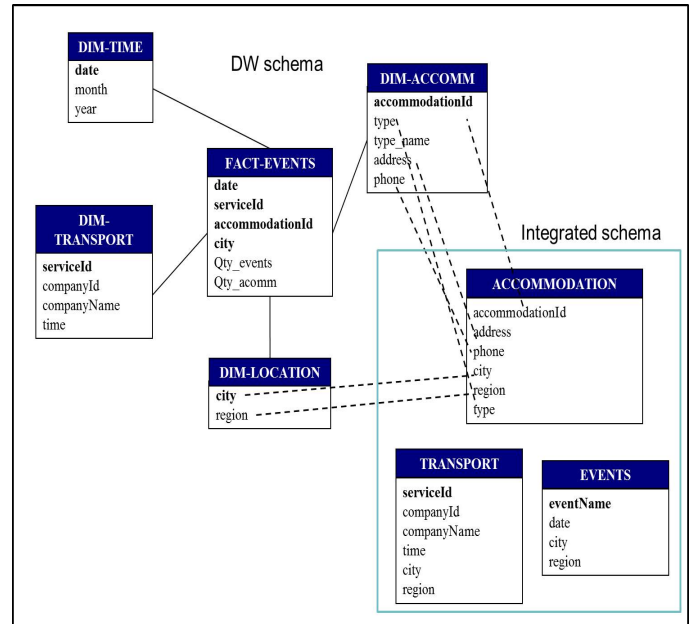 DW schema
DIM-TIME
date
month
year
DIM-ACCOMM
accommodationId
type
type_name
address
phone
FACT-EVENTS
date
serviceId
accommodationId
city
Qty_events
Qty_acomm
DIM-
TRANSPORT
serviceId
companyId
companyName
time
DIM-LOCATION
city
region
Integrated schema
ACCOMMODATION
accommodationId
address
phone
city
region
type
TRANSPORT
serviceId
companyId
companyName
time
city
region
EVENTS
eventName
date
city
region